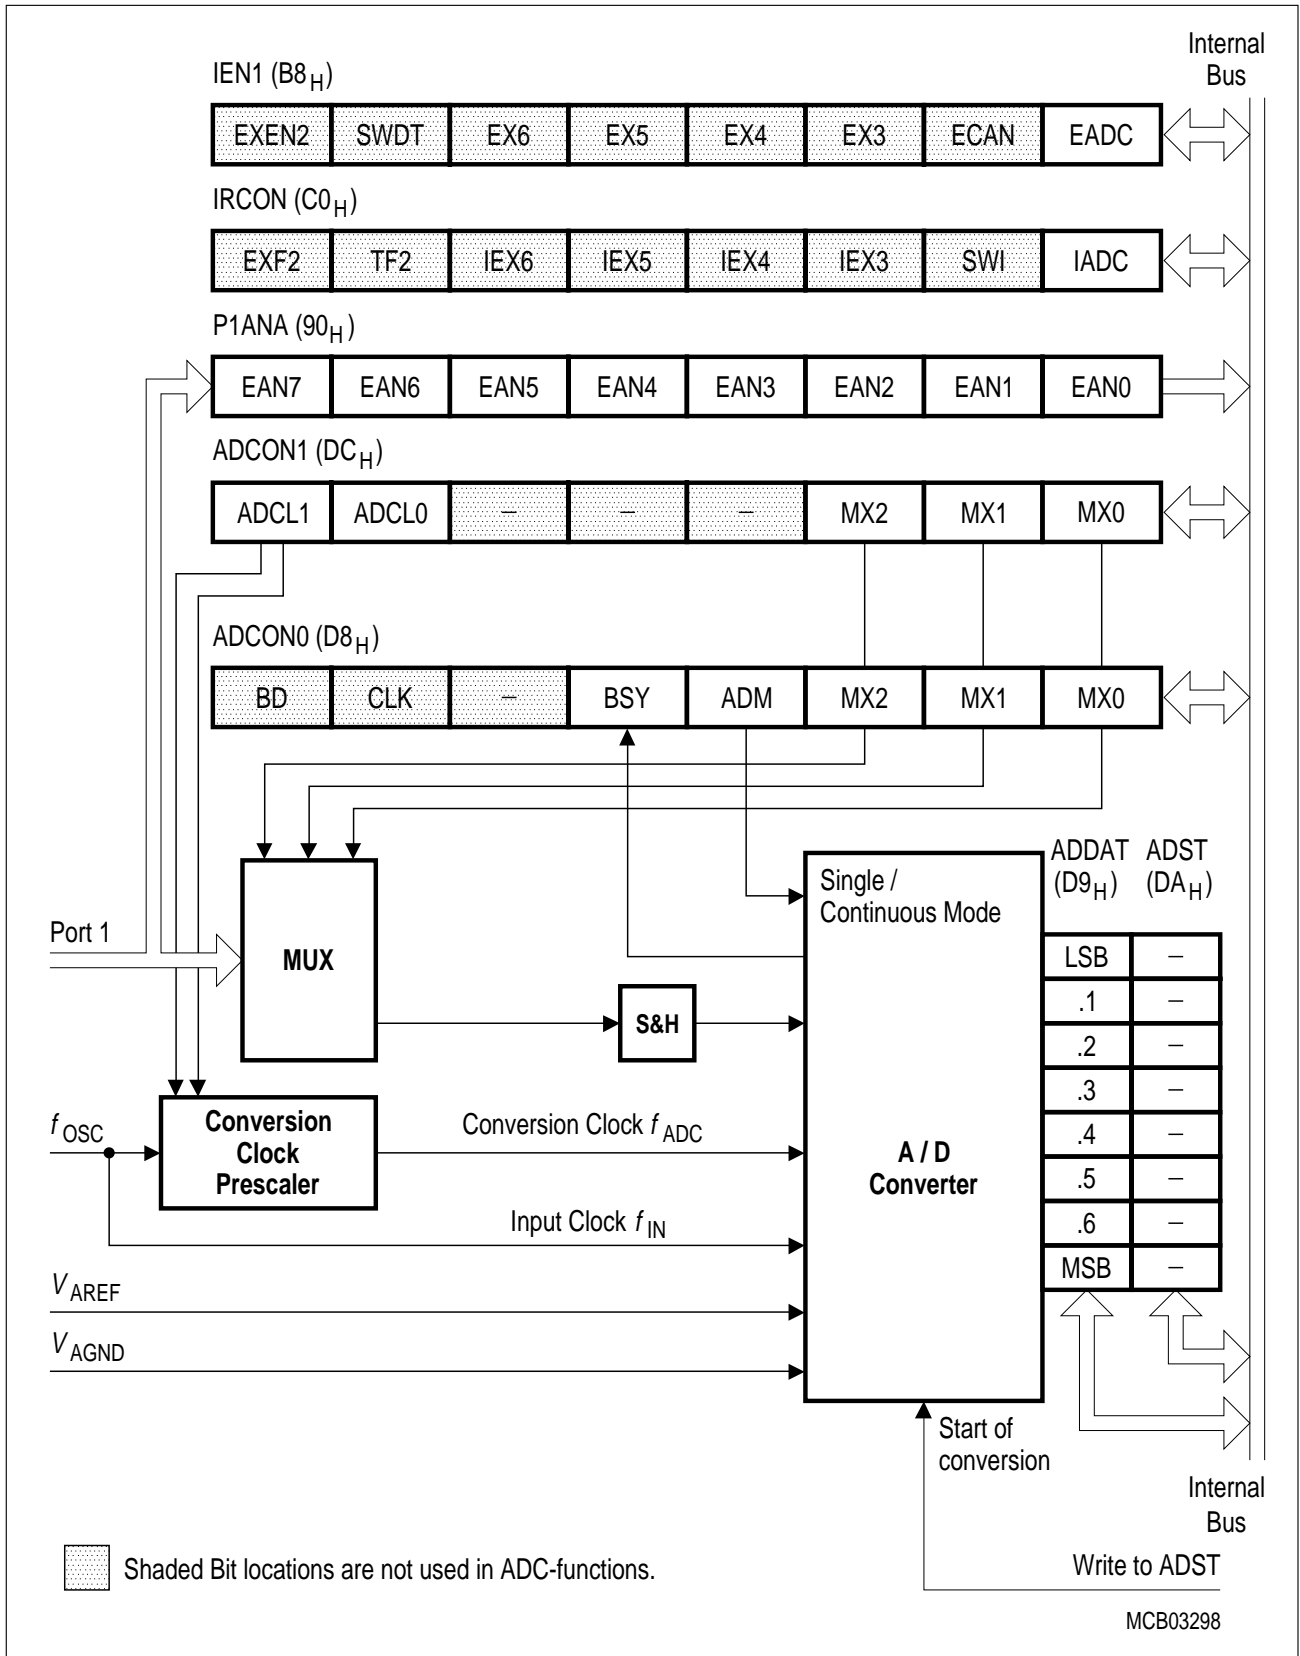 Internal
Bus
IEN1 (B8H)
EXEN2 SWDT EX6 EX5 EX4 EX3 ECAN EADC
IRCON (C0H)
EXF2 TF2 IEX6 IEX5 IEX4 IEX3 SWI IADC
P1ANA (90H)
EAN7 EAN6 EAN5 EAN4 EAN3 EAN2 EAN1 EAN0
ADCON1 (DCH)
ADCL1 ADCL0 – – – MX2 MX1 MX0
ADCON0 (D8H)
BD CLK – BSY ADM MX2 MX1 MX0
Port 1
MUX
S&H
Single /
Continuous Mode
ADDAT ADST
(D9H) (DAH)
LSB –
.1 –
.2 –
.3 –
.4 –
.5 –
.6 –
MSB –
fOSC
Conversion
Clock
Prescaler
Conversion Clock fADC
A / D
Converter
Input Clock fIN
VAREF
VAGND
Start of
conversion
Internal
Bus
Write to ADST
Shaded Bit locations are not used in ADC-functions.
MCB03298